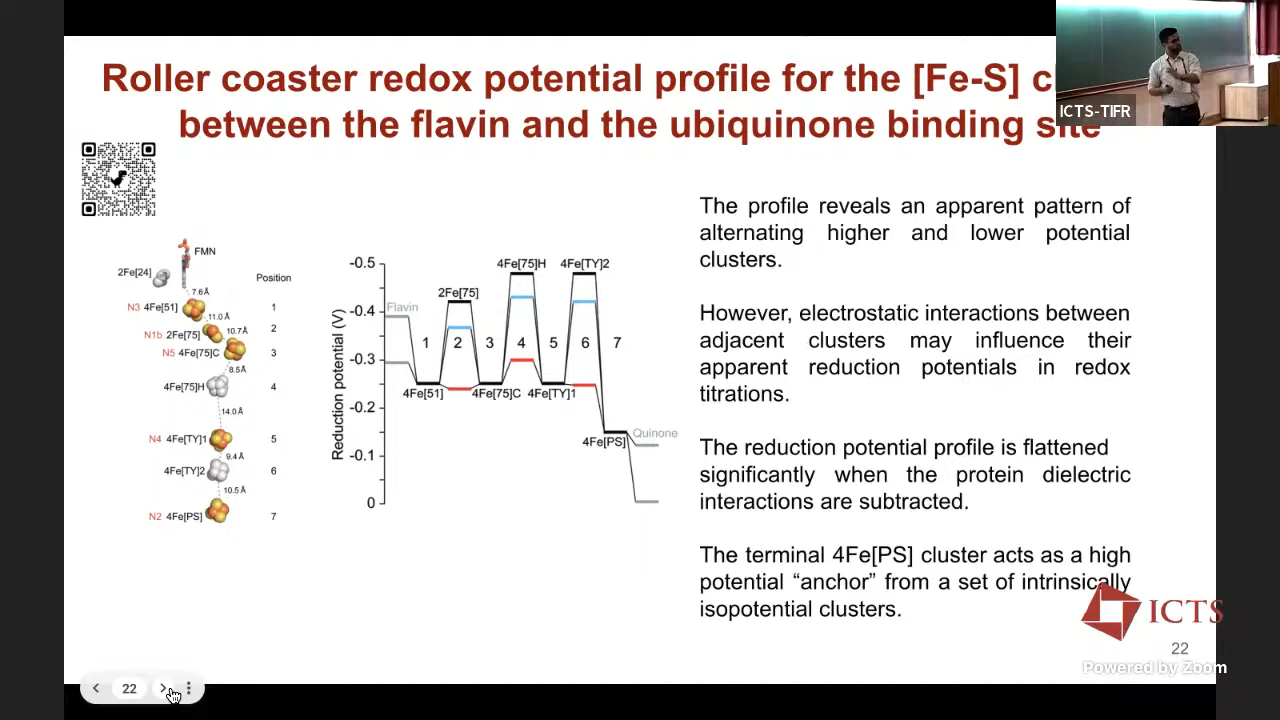 Roller coaster redox potential profile for the [Fe-S] c
between the flavin and the ubiquinone binding site
ICTS-TIFR
The profile reveals an apparent pattern of
alternating higher and lower potential
clusters.
However, electrostatic interactions between
adjacent clusters may influence their
apparent reduction potentials in redox
titrations.
The reduction potential profile is flattened
significantly when the protein dielectric
interactions are subtracted.
The terminal 4Fe[PS] cluster acts as a high
potential “anchor” from a set of intrinsically
isopotential clusters.
FMN
2Fe[24]
Position
7.6 Å
N3 4Fe[51] 1
11.0 Å
N1b 2Fe[75] 10.7 Å 2
N5 4Fe[75]C 3
8.5 Å
4Fe[75]H 4
14.0 Å
N4 4Fe[TY]1 5
9.4 Å
4Fe[TY]2 6
10.5 Å
N2 4Fe[PS] 7
Reduction potential (V)
-0.5
-0.4
-0.3
-0.2
-0.1
0
4Fe[75]H 4Fe[TY]2
2Fe[75]
Flavin
1 2 3 4 5 6 7
4Fe[51] 4Fe[75]C 4Fe[TY]1
Quinone
4Fe[PS]
ICTS
22
Powered by Zoom
22